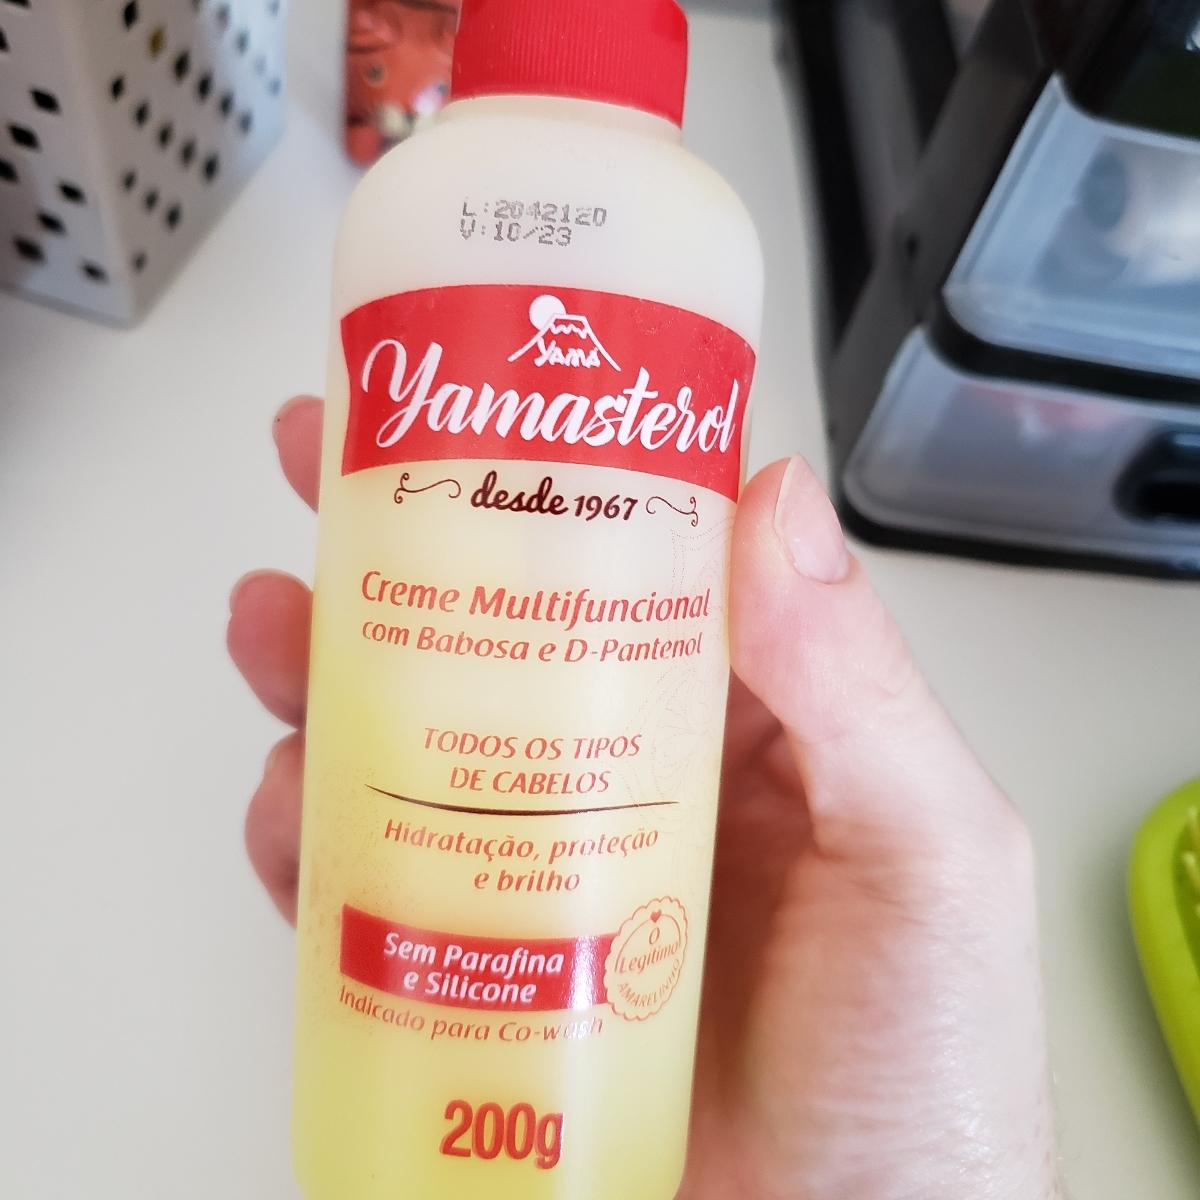 L:2042120
V:10/23
YAMÁ
Yamasterol
desde 1967
Creme Multifuncional
com Babosa e D-Pantenol
TODOS OS TIPOS
DE CABELOS
Hidratação, proteção
e brilho
Sem Parafina
e Silicone
O
Legítimo
AMARELINHO
Indicado para Co-wash
200g